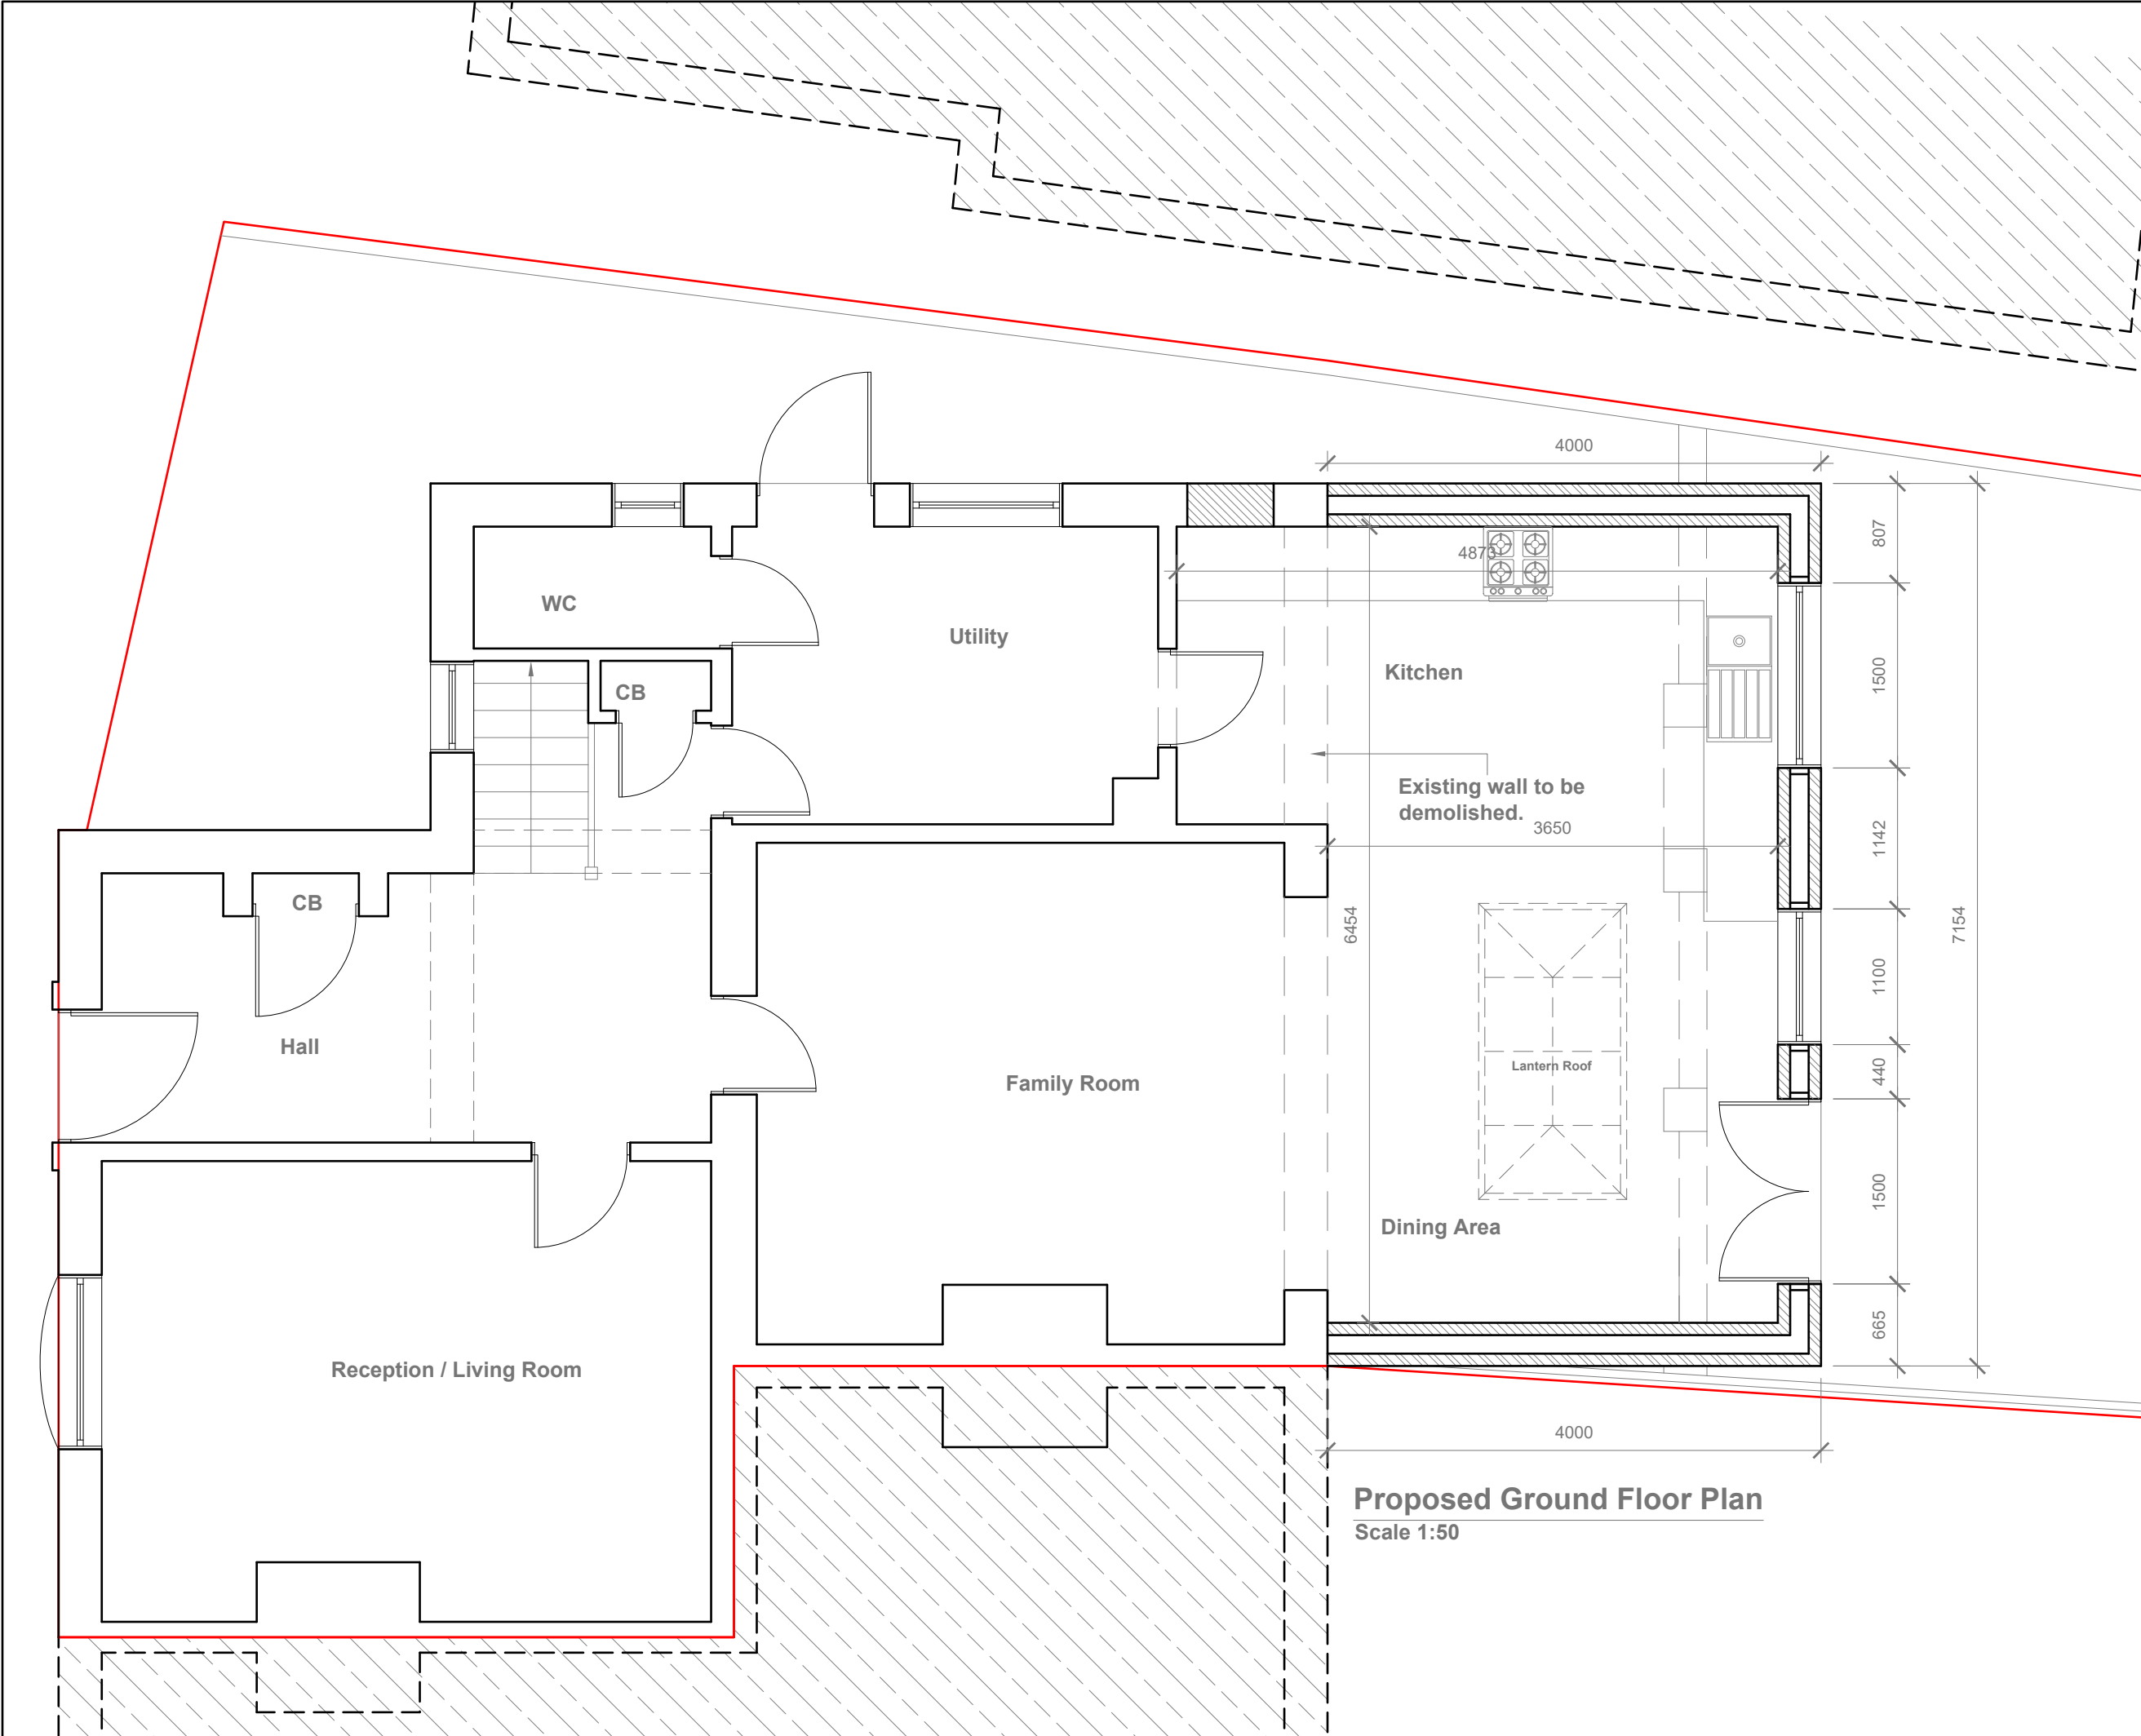 4000
807
4873
WC
Utility
Kitchen
1500
CB
Existing wall to be
demolished.
3650
1142
CB
6454
7154
1100
Hall
Family Room
Lantern Roof
440
1500
Dining Area
665
Reception / Living Room
4000
Proposed Ground Floor Plan
Scale 1:50